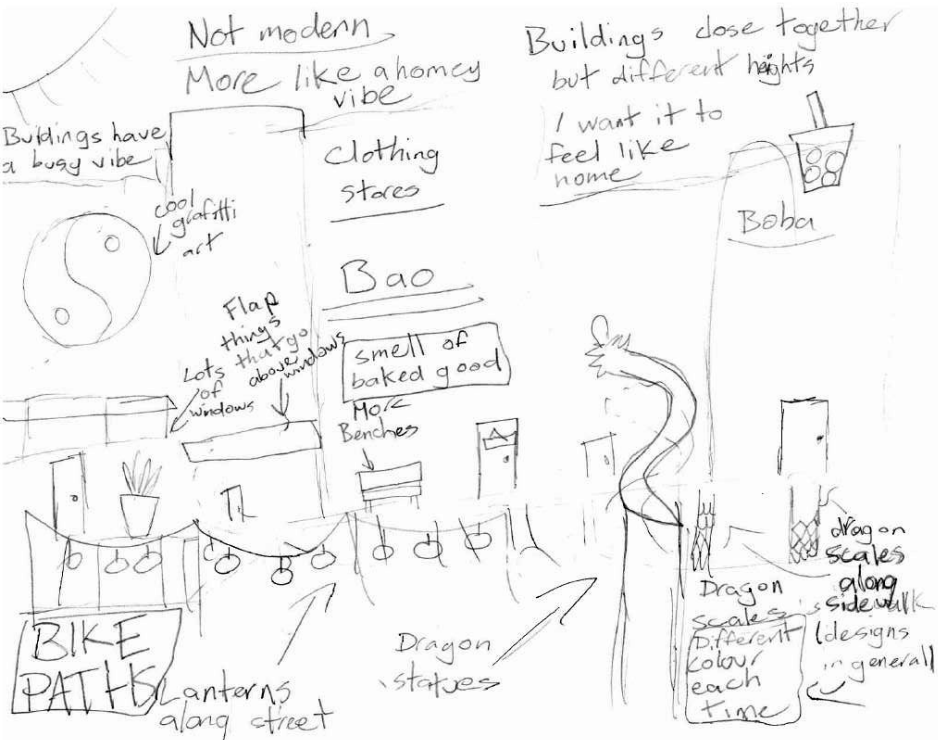 Not modern
More like a homey
vibe
Buildings close together
but different heights
I want it to
feel like
home
Buildings have
a busy vibe
Clothing
stores
cool
grafitti
art
Boba
Bao
Flap
things
that go
above
windows
Lots
of
windows
smell of
baked good
More
Benches
dragon
scales
along
sidewalk
(designs
in general)
Dragon
scales
Different
colour
each
time
Dragon
statues
BIKE
PATHS
Lanterns
along street